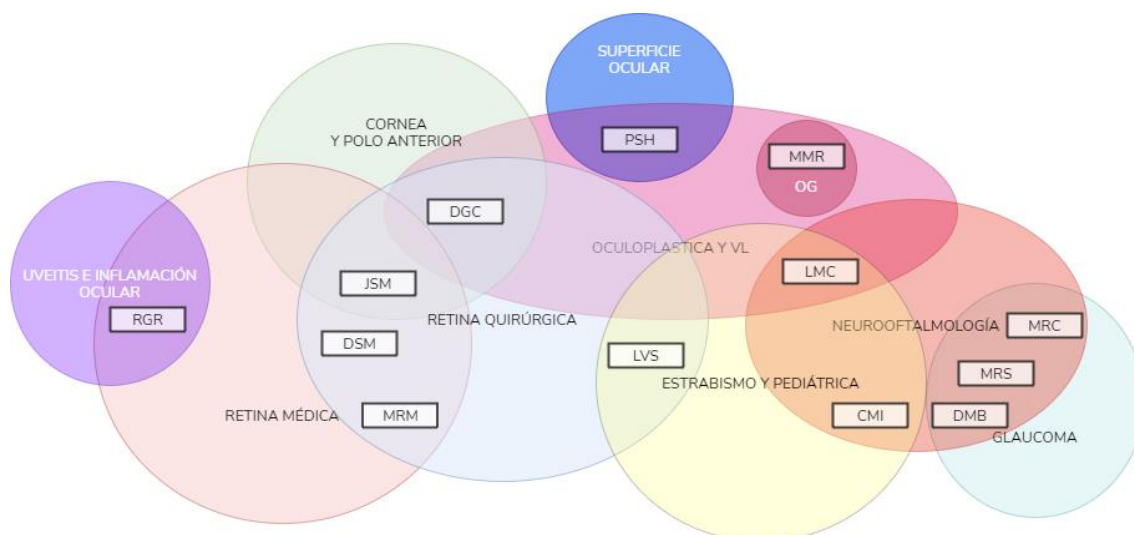 SUPERFICIE
OCULAR
CORNEA
Y POLO ANTERIOR
PSH
MMR
OG
DGC
OCULOPLASTICA Y VL
UVEITIS E INFLAMACIÓN
OCULAR
RGR
JSM
LMC
RETINA QUIRÚRGICA
NEUROOFTALMOLOGÍA
MRC
DSM
LVS
ESTRABISMO Y PEDIÁTRICA
MRS
RETINA MÉDICA
MRM
CMI
DMB
GLAUCOMA